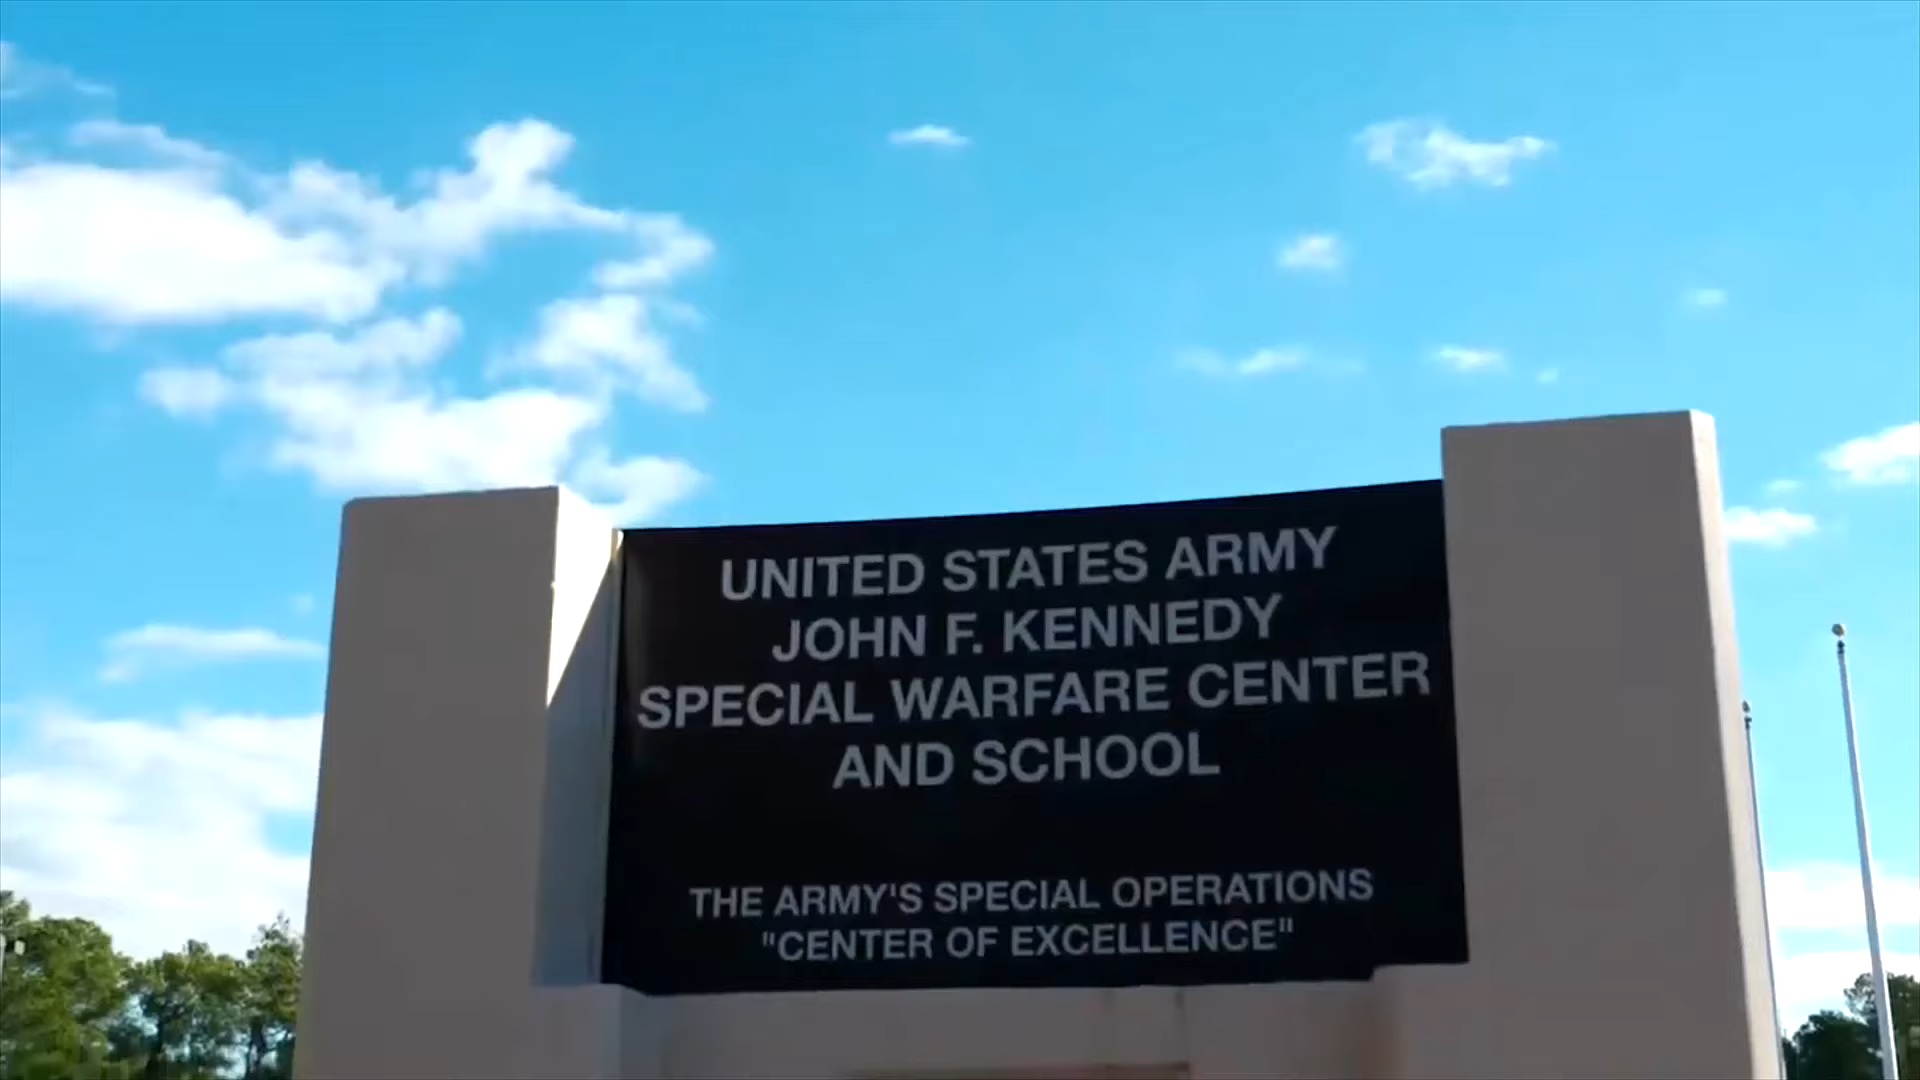 UNITED STATES ARMY
JOHN F. KENNEDY
SPECIAL WARFARE CENTER
AND SCHOOL
THE ARMY'S SPECIAL OPERATIONS
"CENTER OF EXCELLENCE"